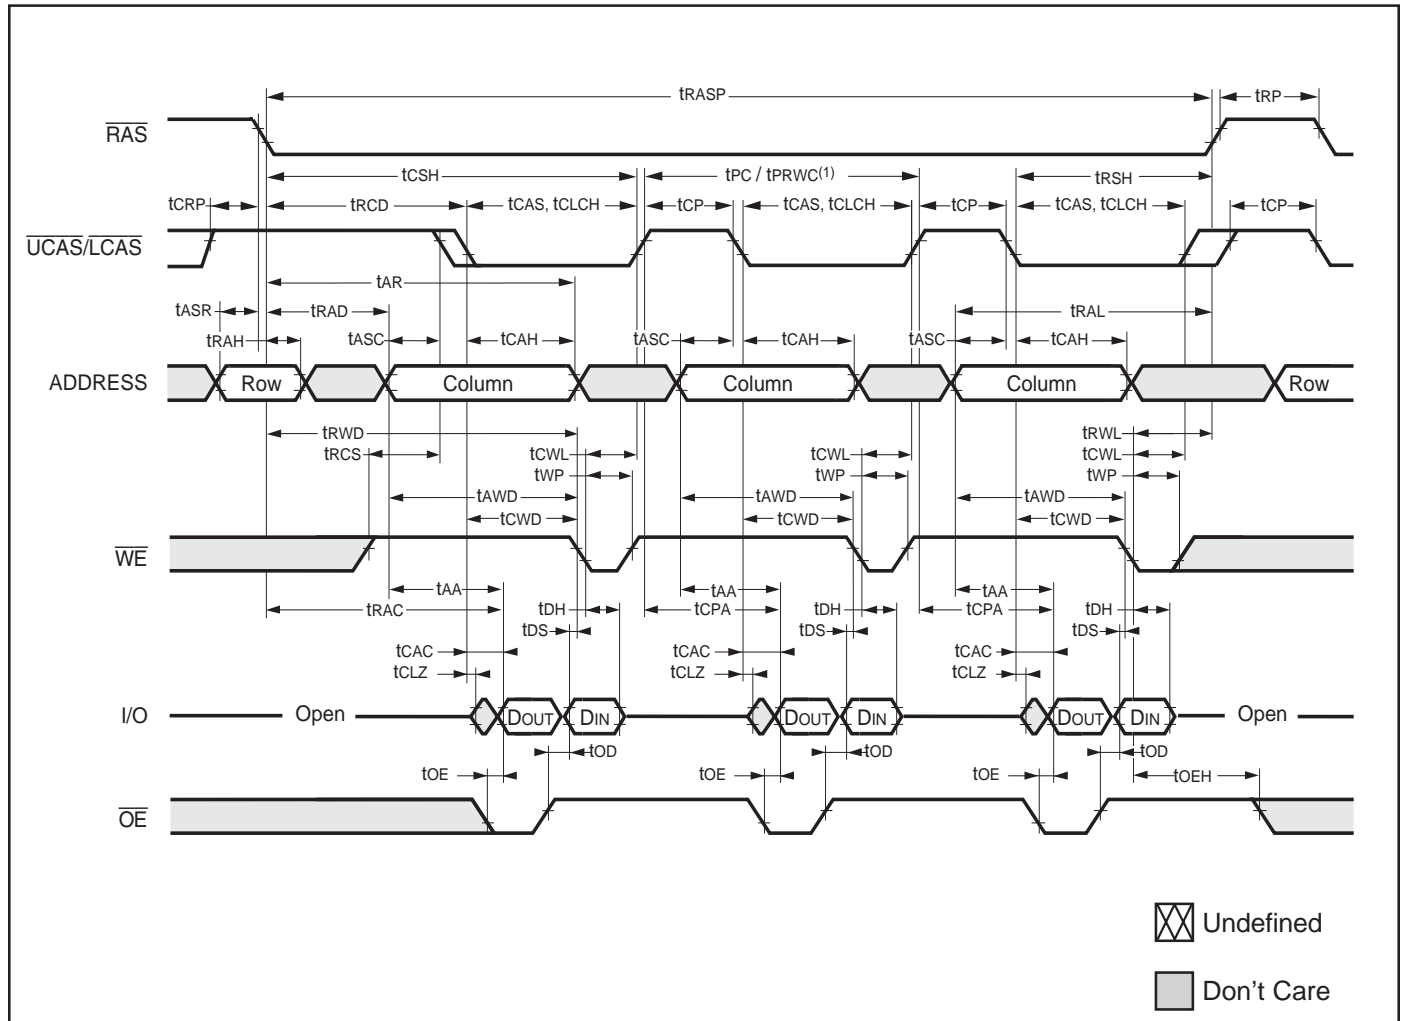 tRASP
tRP
RAS
tCSH
tPC / tPRWC(1)
tRSH
tCRP
tRCD
tCAS, tCLCH
tCP
tCAS, tCLCH
tCP
tCAS, tCLCH
tCP
UCAS/LCAS
tAR
tASR
tRAD
tRAL
tRAH
tASC
tCAH
tASC
tCAH
tASC
tCAH
ADDRESS
Row
Column
Column
Column
Row
tRWD
tRWL
tRCS
tCWL
tCWL
tCWL
tWP
tWP
tWP
tAWD
tAWD
tAWD
tCWD
tCWD
tCWD
WE
tAA
tAA
tAA
tRAC
tDH
tCPA
tDH
tCPA
tDH
tDS
tDS
tDS
tCAC
tCAC
tCAC
tCLZ
tCLZ
tCLZ
I/O
Open
DOUT
DIN
DOUT
DIN
DOUT
DIN
Open
tOD
tOD
tOD
tOE
tOE
tOE
tOEH
OE
Undefined
Don't Care